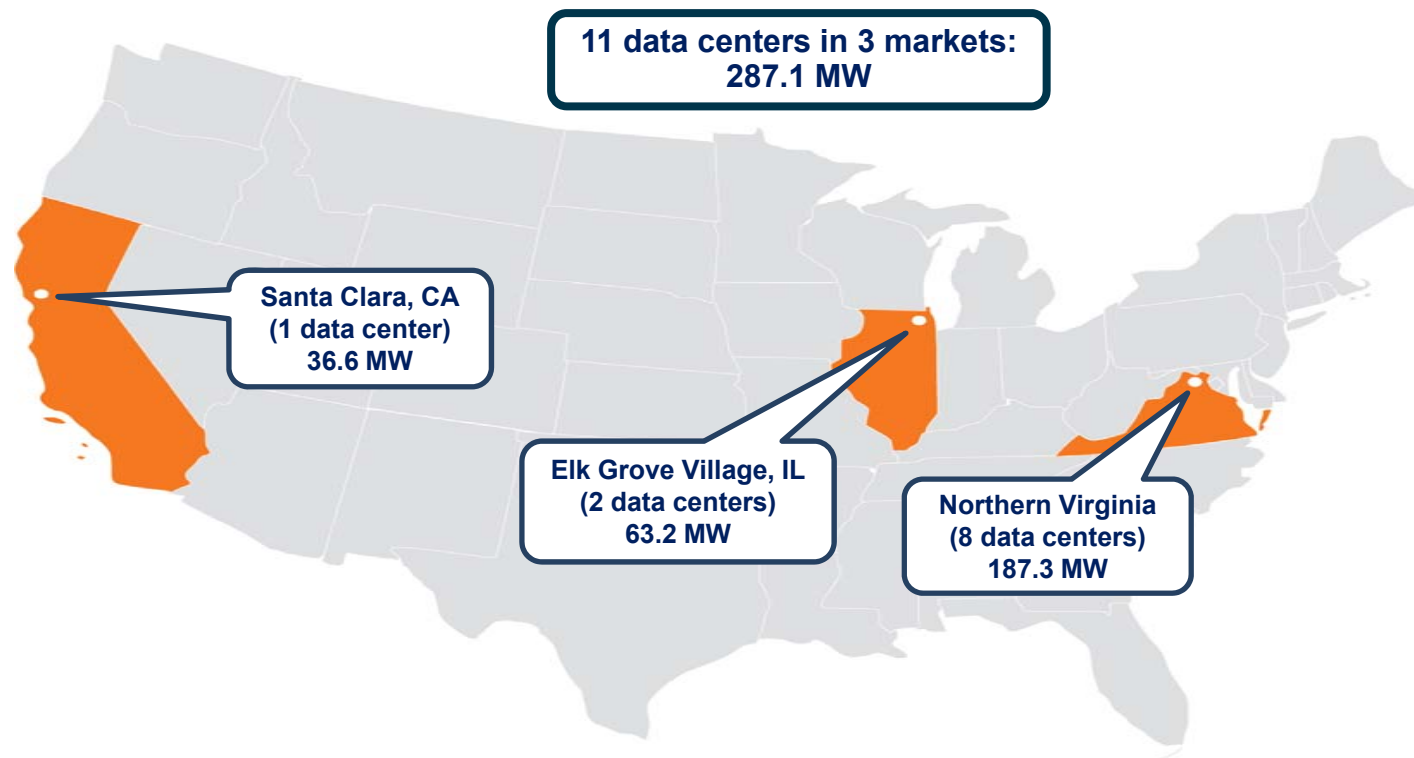 11 data centers in 3 markets:
287.1 MW
Santa Clara, CA
(1 data center)
36.6 MW
Elk Grove Village, IL
(2 data centers)
63.2 MW
Northern Virginia
(8 data centers)
187.3 MW